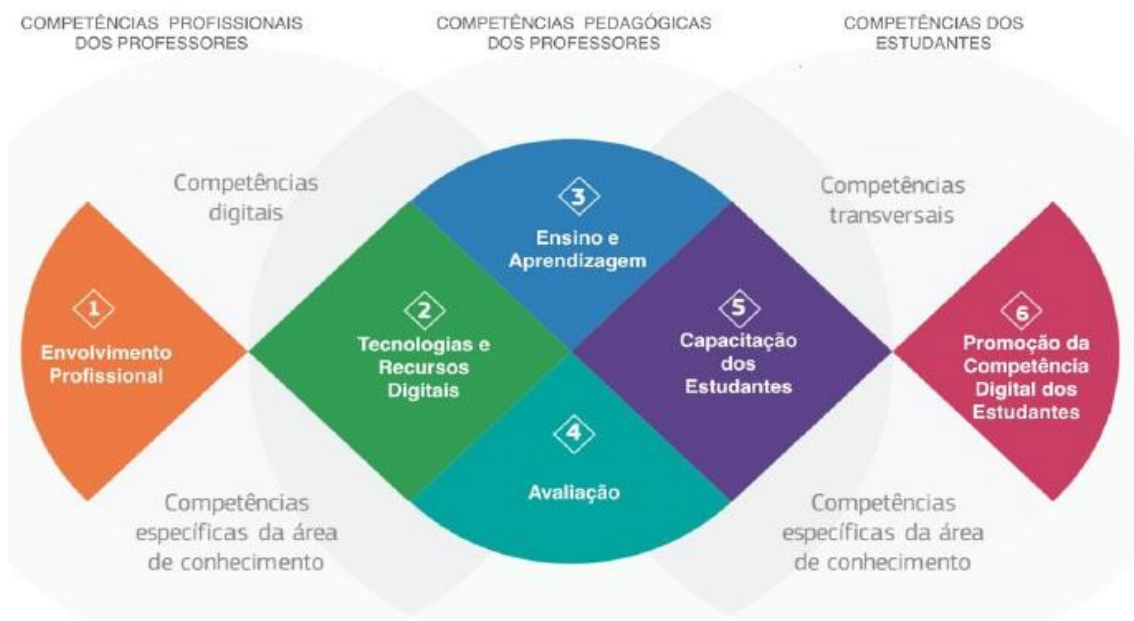 COMPETÊNCIAS PROFISSIONAIS
DOS PROFESSORES
COMPETÊNCIAS PEDAGÓGICAS
DOS PROFESSORES
COMPETÊNCIAS DOS
ESTUDANTES
Competências
digitais
Competências
transversais
1
Envolvimento
Profissional
2
Tecnologias e
Recursos
Digitais
3
Ensino e
Aprendizagem
4
Avaliação
5
Capacitação
dos
Estudantes
6
Promoção da
Competência
Digital dos
Estudantes
Competências
específicas da área
de conhecimento
Competências
específicas da área
de conhecimento